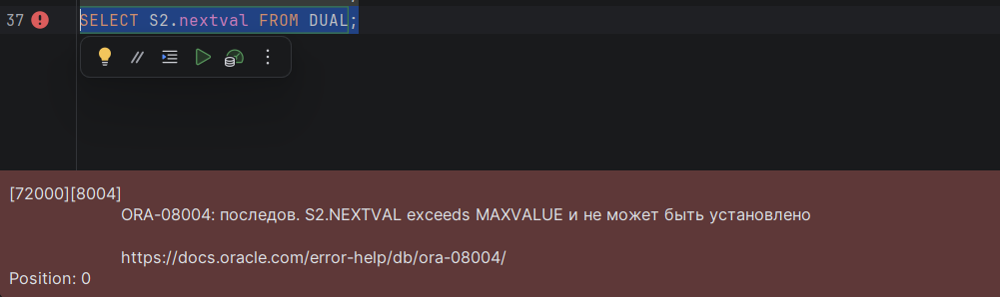 37 SELECT S2.nextval FROM DUAL;
[72000][8004]
ORA-08004: последов. S2.NEXTVAL exceeds MAXVALUE и не может быть установлено
https://docs.oracle.com/error-help/db/ora-08004/
Position: 0